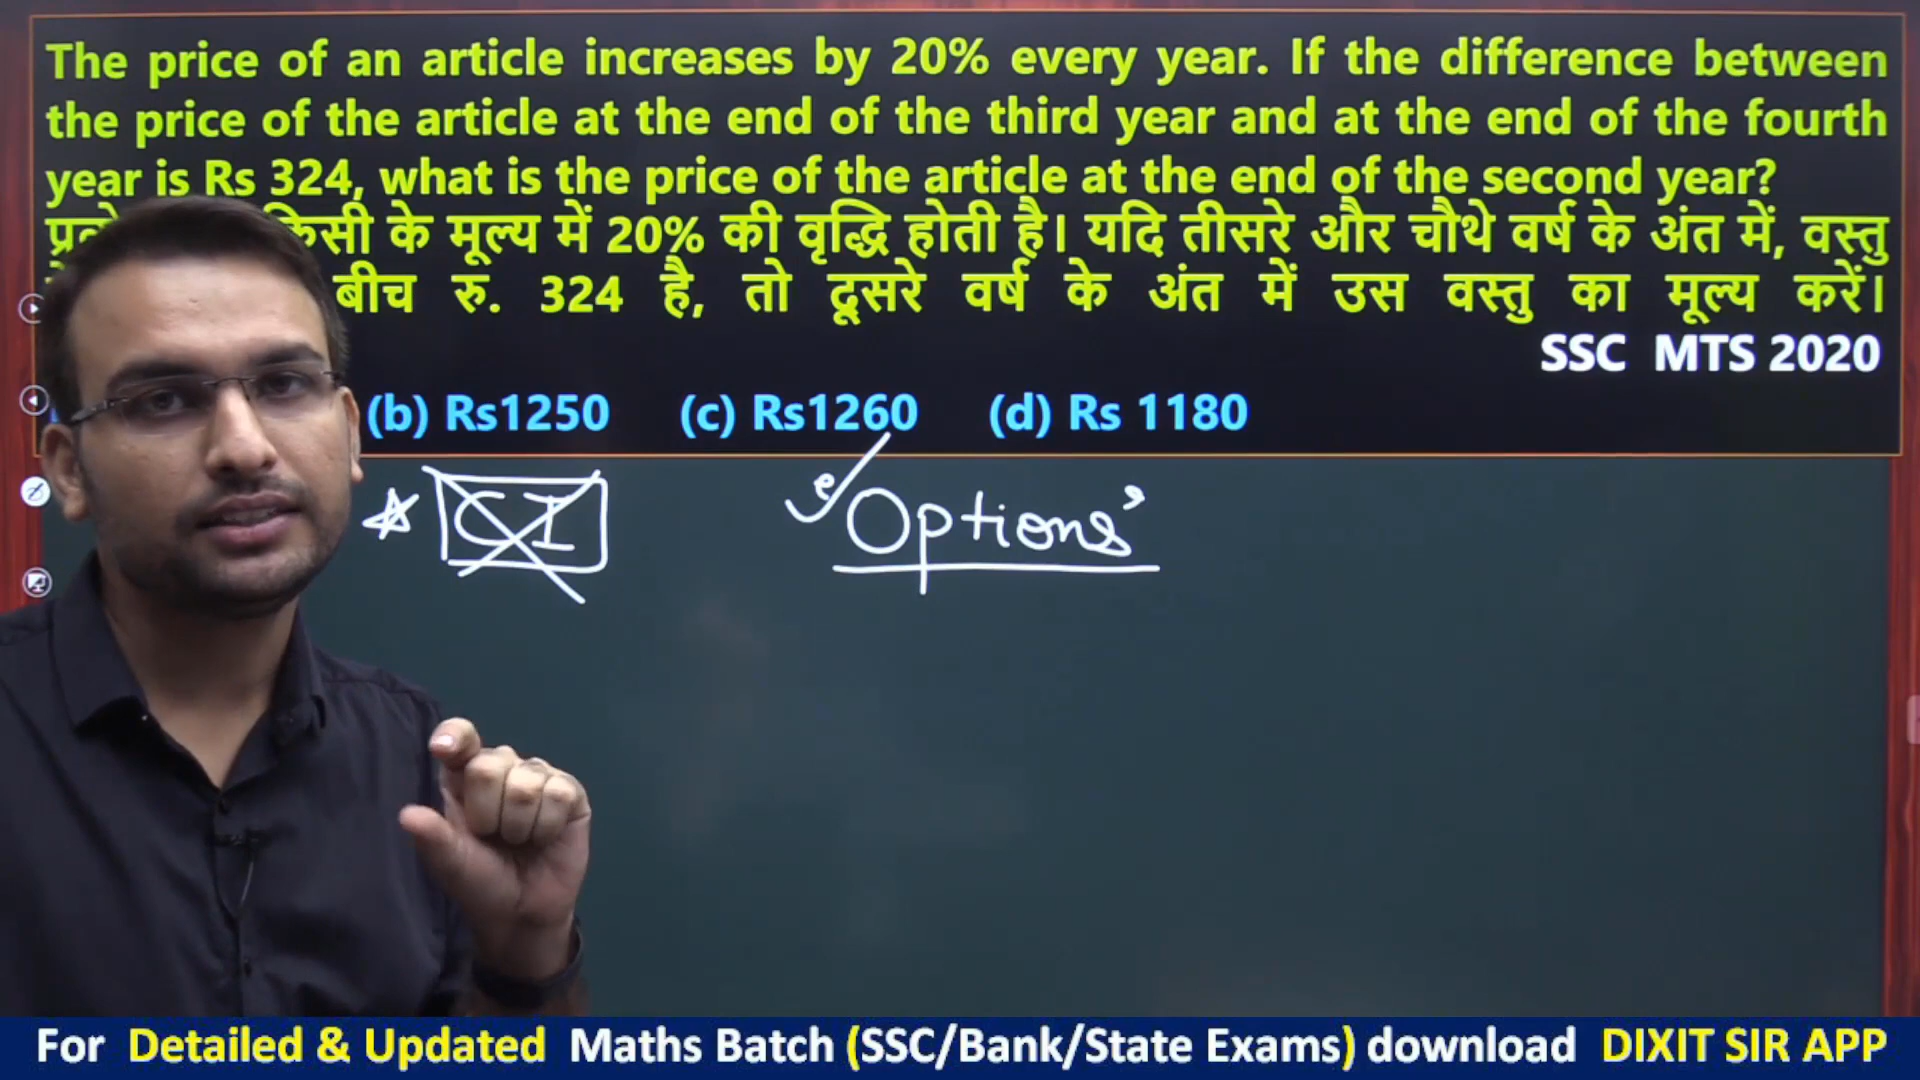 The price of an article increases by 20% every year. If the difference between
the price of the article at the end of the third year and at the end of the fourth
year is Rs 324, what is the price of the article at the end of the second year?
के मूल्य में 20% की वृद्धि होती है। यदि तीसरे और चौथे वर्ष के अंत में, वस्तु
बीच रु. 324 है, तो दूसरे वर्ष के अंत में उस वस्तु का मूल्य करें।
SSC MTS 2020
(b) Rs1250 (c) Rs1260 (d) Rs 1180
CI "Options"
For Detailed & Updated Maths Batch (SSC/Bank/State Exams) download DIXIT SIR APP